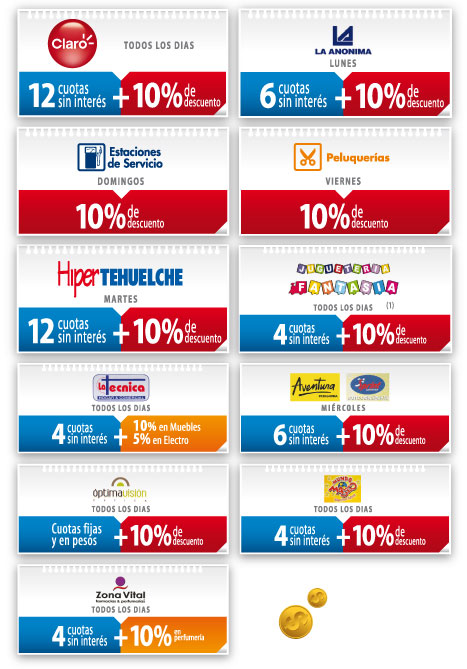 Claro
TODOS LOS DIAS
12 cuotas sin interés + 10% de descuento
LA ANONIMA
LUNES
6 cuotas sin interés + 10% de descuento
Estaciones
de Servicio
DOMINGOS
10% de descuento
Peluquerías
VIERNES
10% de descuento
HiperTEHUELCHE
MARTES
12 cuotas sin interés + 10% de descuento
JUGUETERIA
FANTASIA
TODOS LOS DIAS (1)
4 cuotas sin interés + 10% de descuento
La Tecnica
TODOS LOS DIAS
4 cuotas sin interés + 10% en Muebles 5% en Electro
Aventura
MIÉRCOLES
6 cuotas sin interés + 10% de descuento
óptimavisión
TODOS LOS DIAS
Cuotas fijas y en pesos + 10% de descuento
MUNDO
TODOS LOS DIAS
4 cuotas sin interés + 10% de descuento
Zona Vital
farmacias & perfumerías
TODOS LOS DIAS
4 cuotas sin interés + 10% en perfumería